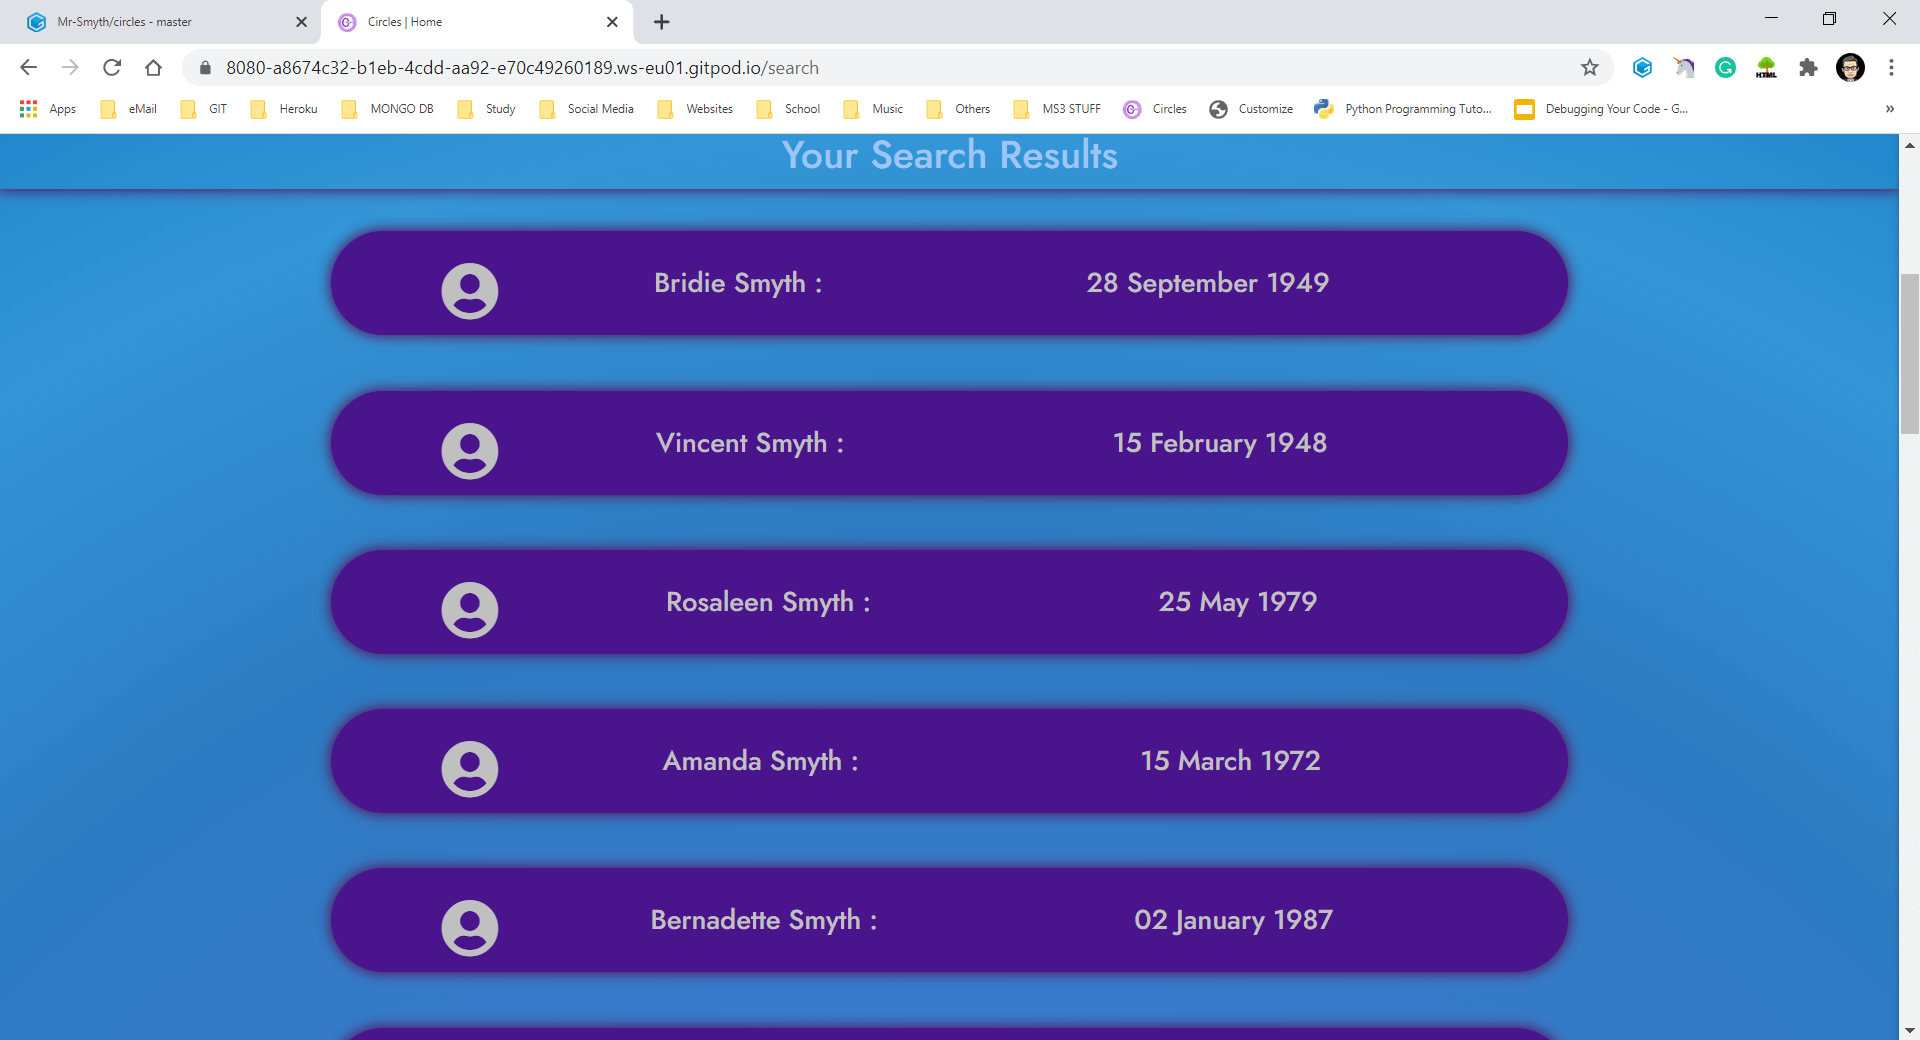 Mr-Smyth/circles - master
Circles | Home
8080-a8674c32-b1eb-4cdd-aa92-e70c49260189.ws-eu01.gitpod.io/search
HTML
Apps eMail GIT Heroku MONGO DB Study Social Media Websites School Music Others MS3 STUFF Circles Customize Python Programming Tuto... Debugging Your Code - G... »
Your Search Results
Bridie Smyth : 28 September 1949
Vincent Smyth : 15 February 1948
Rosaleen Smyth : 25 May 1979
Amanda Smyth : 15 March 1972
Bernadette Smyth : 02 January 1987